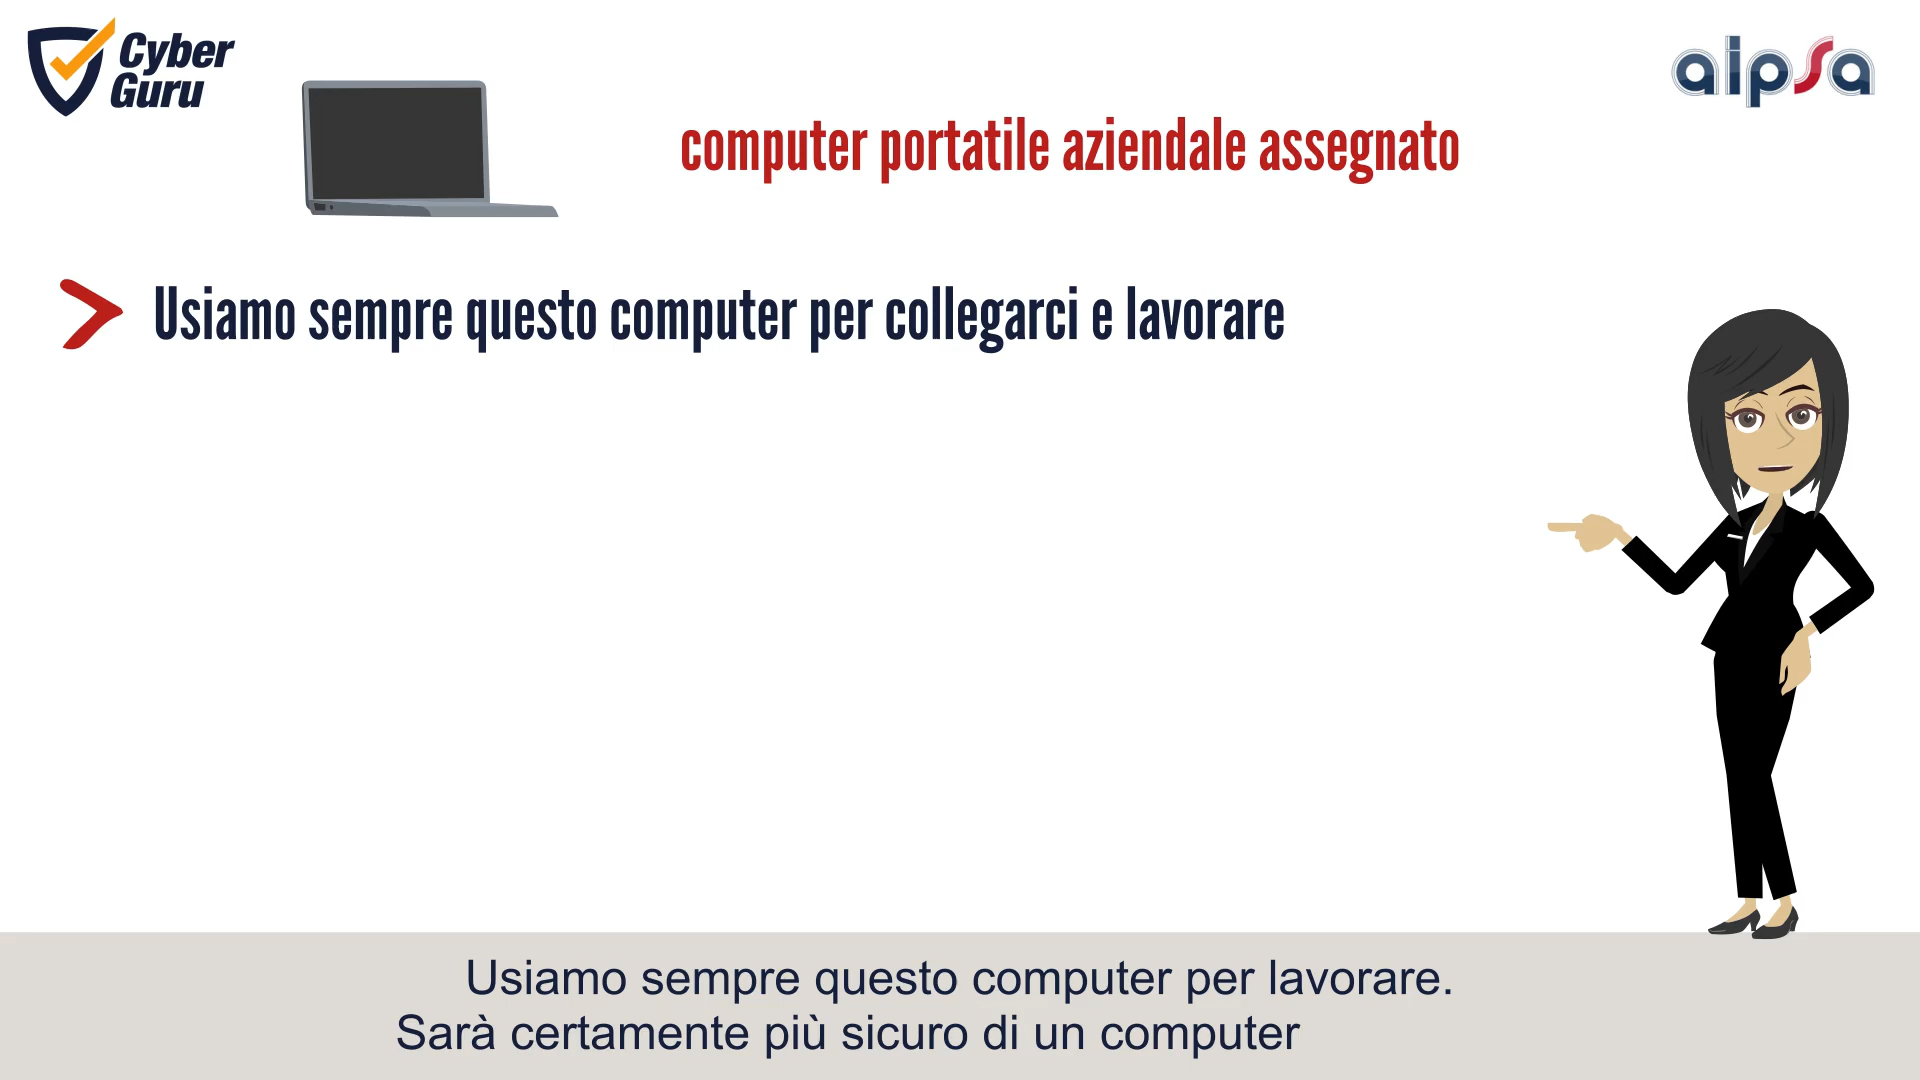 Cyber
Guru
aipsa
computer portatile aziendale assegnato
Usiamo sempre questo computer per collegarci e lavorare
Usiamo sempre questo computer per lavorare.
Sarà certamente più sicuro di un computer